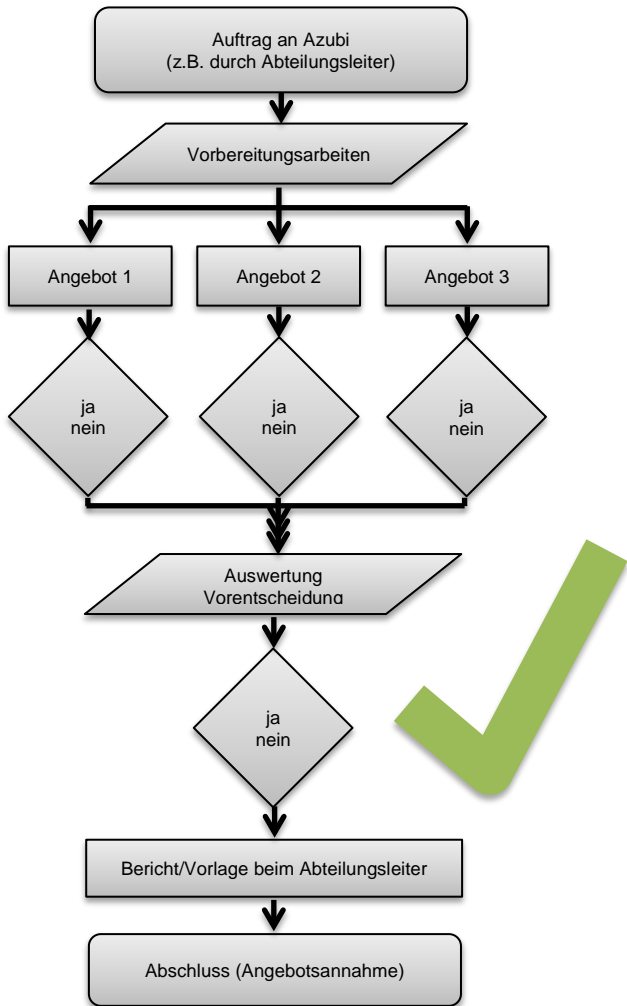 Auftrag an Azubi
(z.B. durch Abteilungsleiter)
Vorbereitungsarbeiten
Angebot 1
Angebot 2
Angebot 3
ja
nein
ja
nein
ja
nein
Auswertung
Vorentscheidung
ja
nein
Bericht/Vorlage beim Abteilungsleiter
Abschluss (Angebotsannahme)